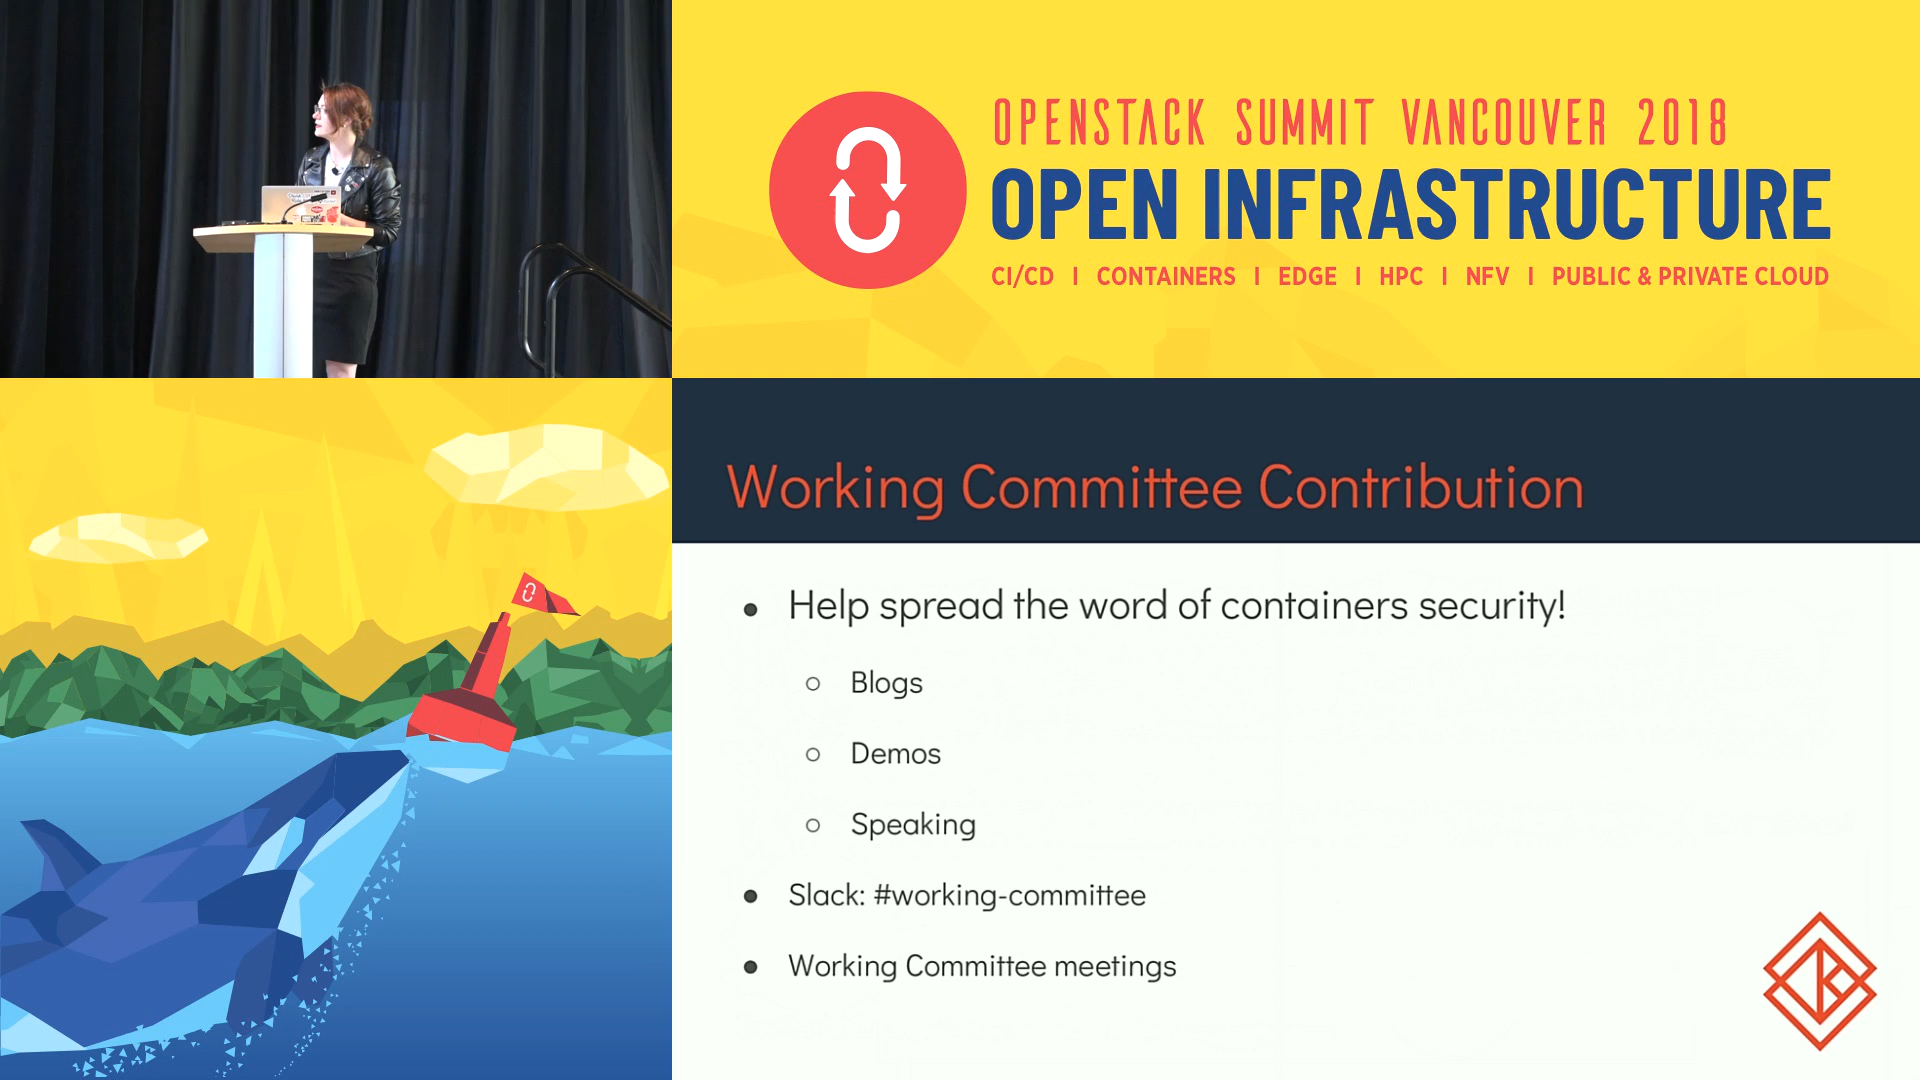 OPENSTACK SUMMIT VANCOUVER 2018
OPEN INFRASTRUCTURE
CI/CD | CONTAINERS | EDGE | HPC | NFV | PUBLIC & PRIVATE CLOUD
Working Committee Contribution
Help spread the word of containers security!
Blogs
Demos
Speaking
Slack: #working-committee
Working Committee meetings